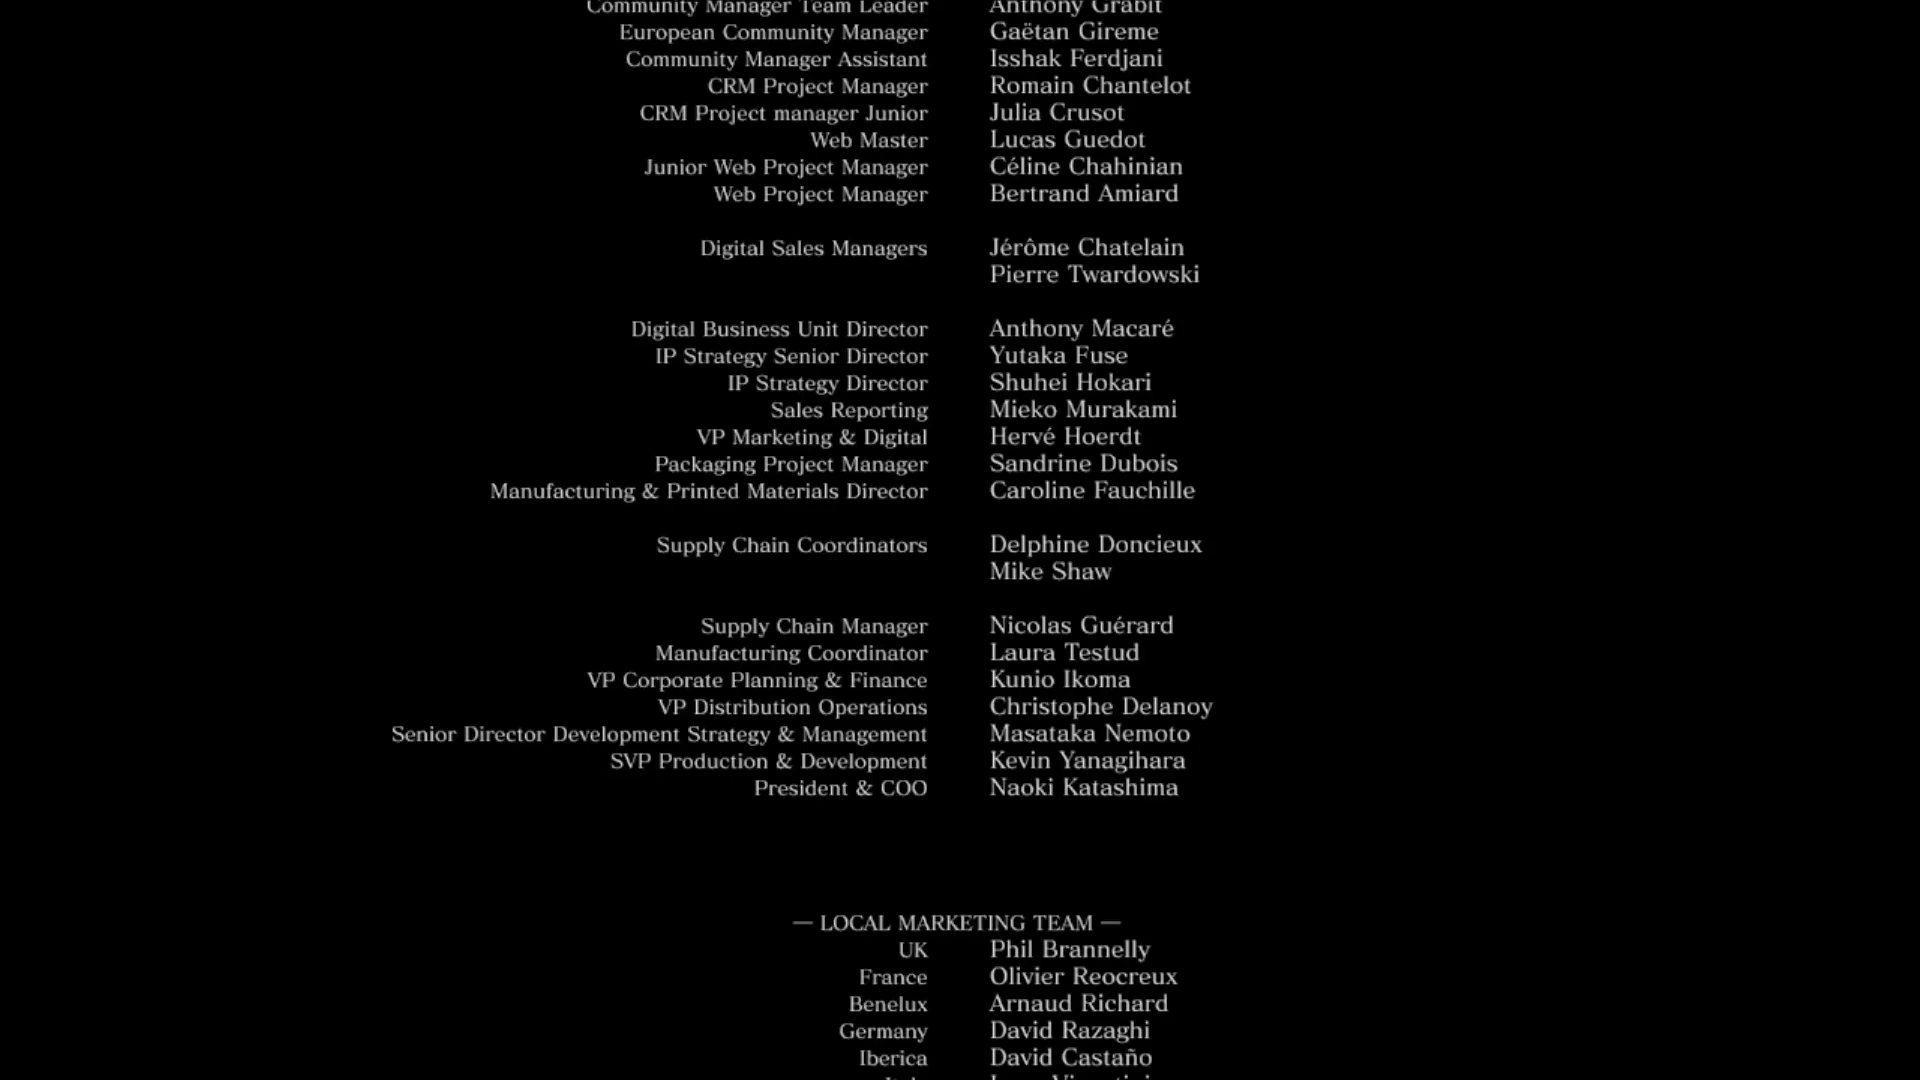 Community Manager Team Leader Anthony Grabit
European Community Manager Gaëtan Gireme
Community Manager Assistant Isshak Ferdjani
CRM Project Manager Romain Chantelot
CRM Project manager Junior Julia Crusot
Web Master Lucas Guedot
Junior Web Project Manager Céline Chahinian
Web Project Manager Bertrand Amiard
Digital Sales Managers Jérôme Chatelain
Pierre Twardowski
Digital Business Unit Director Anthony Macaré
IP Strategy Senior Director Yutaka Fuse
IP Strategy Director Shuhei Hokari
Sales Reporting Mieko Murakami
VP Marketing & Digital Hervé Hoerdt
Packaging Project Manager Sandrine Dubois
Manufacturing & Printed Materials Director Caroline Fauchille
Supply Chain Coordinators Delphine Doncieux
Mike Shaw
Supply Chain Manager Nicolas Guérard
Manufacturing Coordinator Laura Testud
VP Corporate Planning & Finance Kunio Ikoma
VP Distribution Operations Christophe Delanoy
Senior Director Development Strategy & Management Masataka Nemoto
SVP Production & Development Kevin Yanagihara
President & COO Naoki Katashima
— LOCAL MARKETING TEAM —
UK Phil Brannelly
France Olivier Reocreux
Benelux Arnaud Richard
Germany David Razaghi
Iberica David Castaño